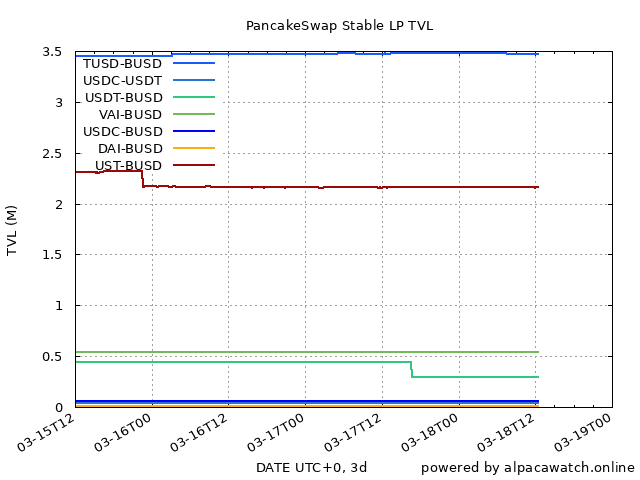 PancakeSwap Stable LP TVL
3.5
3
2.5
2
1.5
1
0.5
0
TVL (M)
TUSD-BUSD
USDC-USDT
USDT-BUSD
VAI-BUSD
USDC-BUSD
DAI-BUSD
UST-BUSD
03-15T12 03-16T00 03-16T12 03-17T00 03-17T12 03-18T00 03-18T12 03-19T00
DATE UTC+0, 3d powered by alpacawatch.online